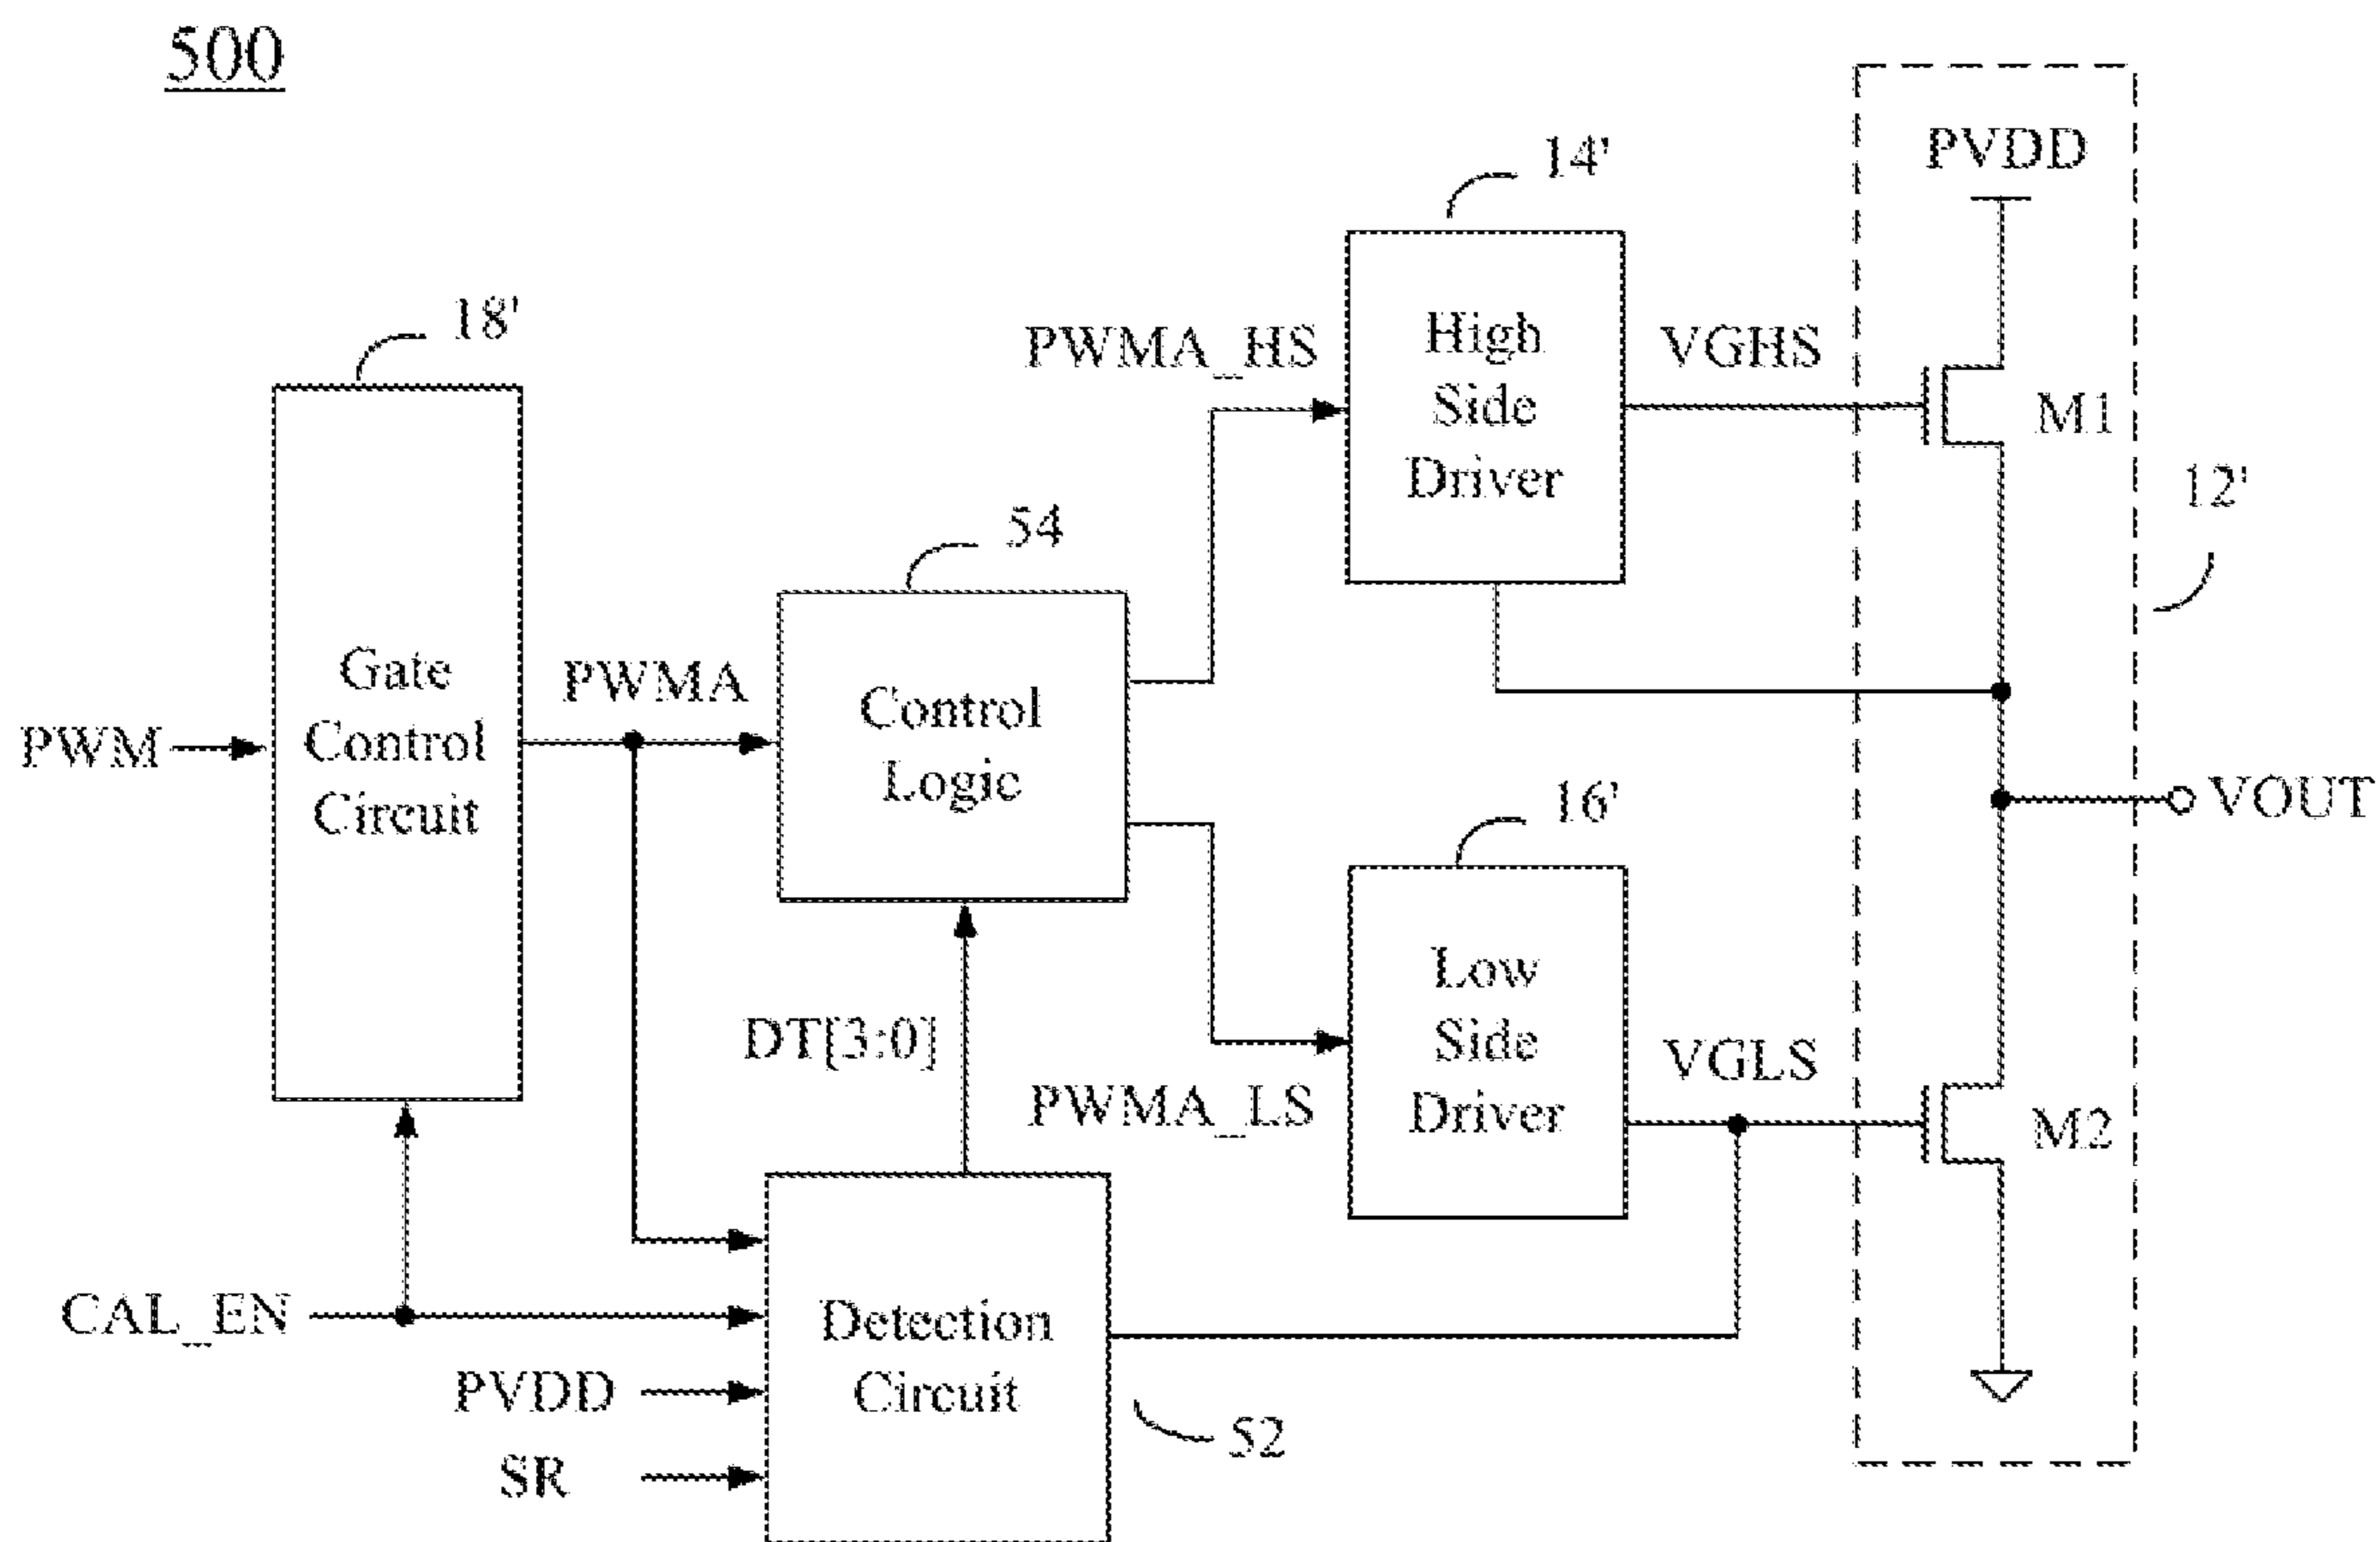 500
PVDD
14'
18'
High
Side
Driver
PWMA_HS
VGHS
M1
12'
54
Gate
Control
Circuit
PWMA
Control
Logic
PWM
16'
VOUT
Low
Side
Driver
DT[3:0]
PWMA_LS
VGLS
M2
CAL_EN
Detection
Circuit
PVDD
52
SR